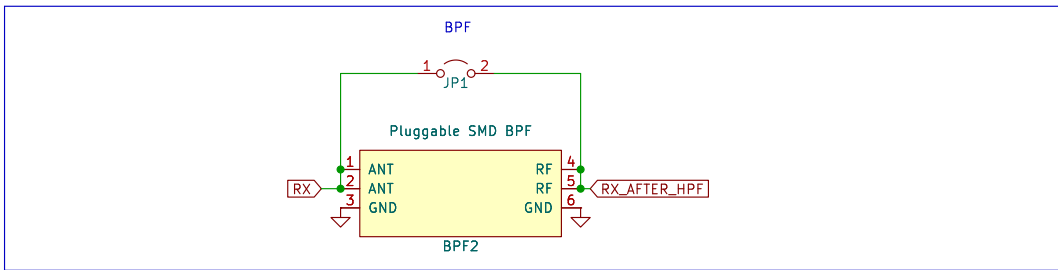 BPF
1 2
JP1
Pluggable SMD BPF
1 ANT RF 4
RX 2 ANT RF 5 RX_AFTER_HPF
3 GND GND 6
BPF2